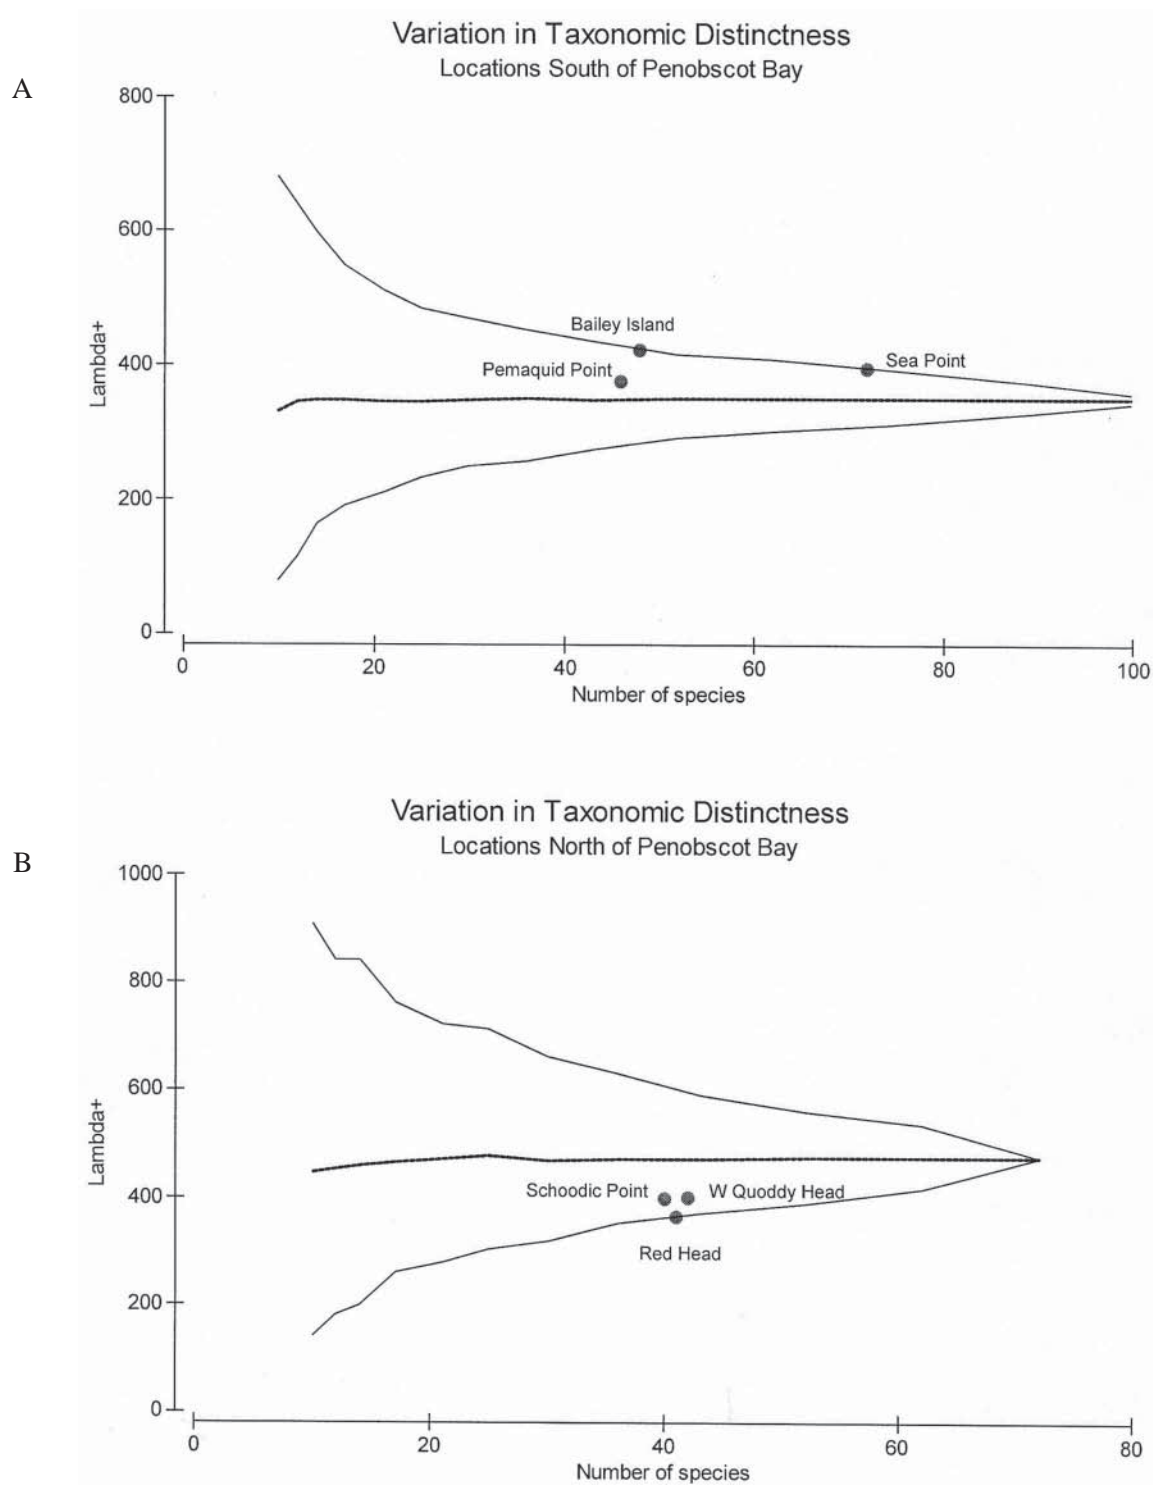 A
Variation in Taxonomic Distinctness
Locations South of Penobscot Bay
800
600
400
200
0
Lambda+
Bailey Island
Pemaquid Point
Sea Point
0 20 40 60 80 100
Number of species
B
Variation in Taxonomic Distinctness
Locations North of Penobscot Bay
1000
800
600
400
200
0
Lambda+
Schoodic Point
W Quoddy Head
Red Head
0 20 40 60 80
Number of species